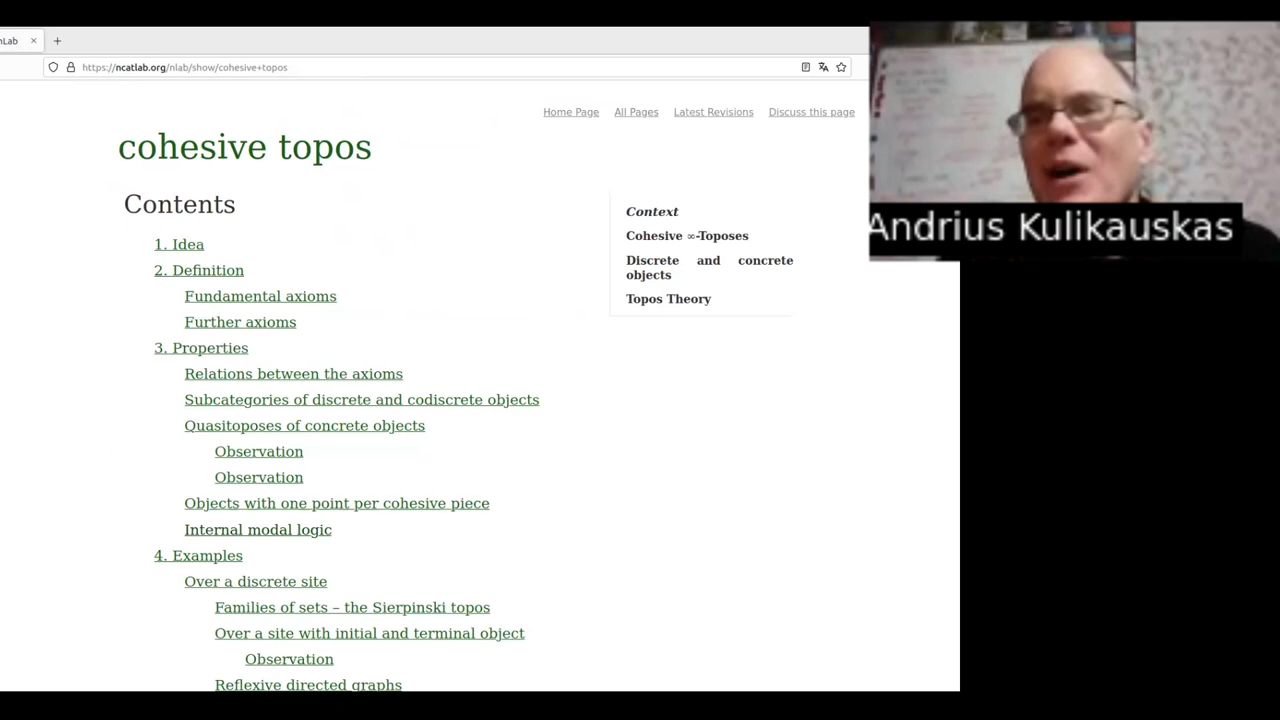 nLab
https://ncatlab.org/nlab/show/cohesive+topos
Home Page All Pages Latest Revisions Discuss this page
cohesive topos
Contents
1. Idea
2. Definition
Fundamental axioms
Further axioms
3. Properties
Relations between the axioms
Subcategories of discrete and codiscrete objects
Quasitoposes of concrete objects
Observation
Observation
Objects with one point per cohesive piece
Internal modal logic
4. Examples
Over a discrete site
Families of sets – the Sierpinski topos
Over a site with initial and terminal object
Observation
Reflexive directed graphs
Context
Cohesive ∞-Toposes
Discrete and concrete
objects
Topos Theory
Andrius Kulikauskas